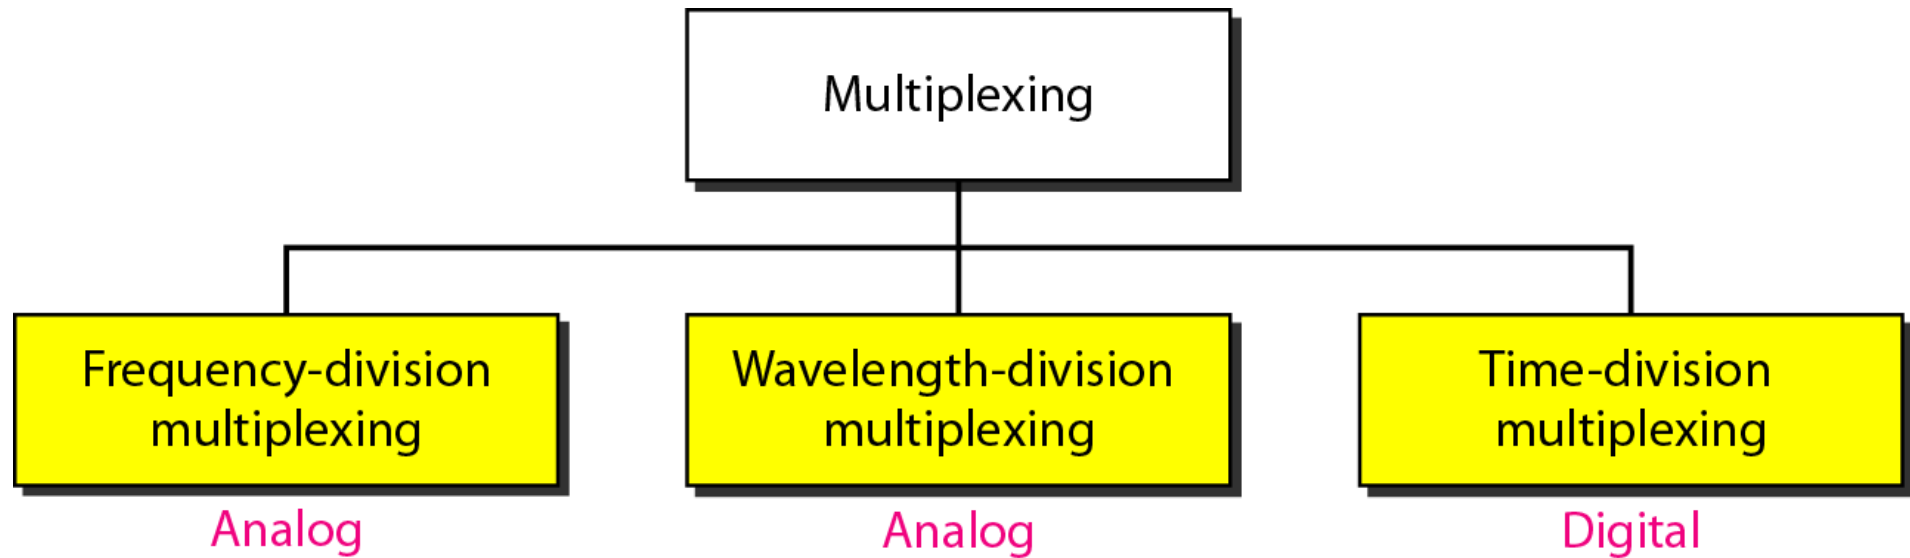 Multiplexing
Frequency-division
multiplexing
Wavelength-division
multiplexing
Time-division
multiplexing
Analog
Analog
Digital